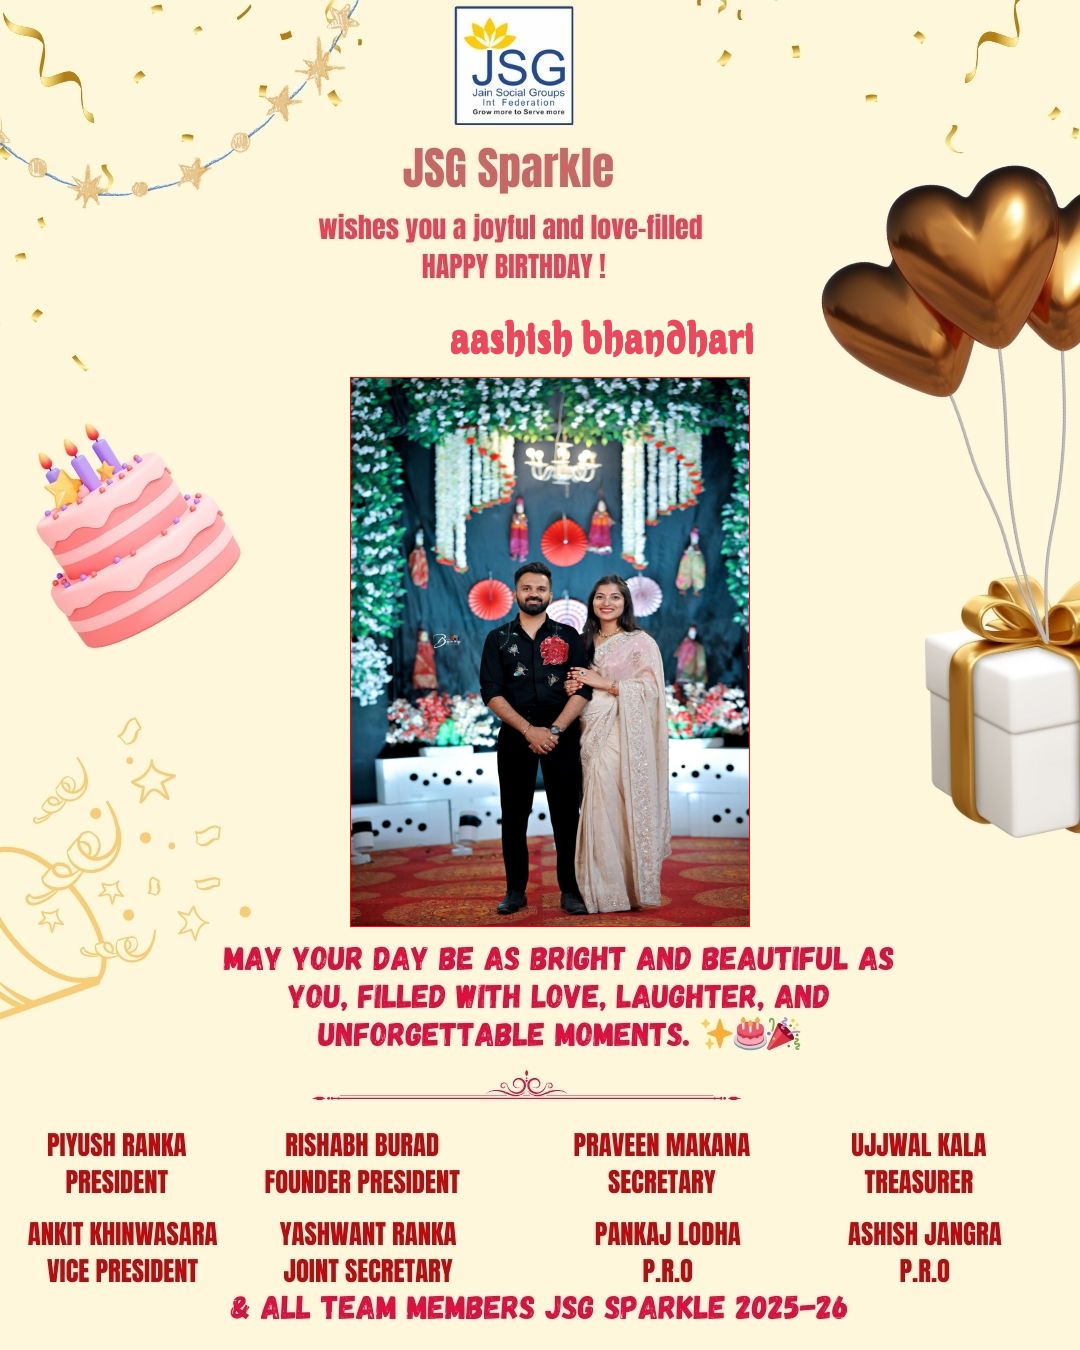 JSG
Jain Social Groups
Int Federation
Grow more to Serve more
JSG Sparkle
wishes you a joyful and love-filled
HAPPY BIRTHDAY !
aashish bhandhari
MAY YOUR DAY BE AS BRIGHT AND BEAUTIFUL AS
YOU, FILLED WITH LOVE, LAUGHTER, AND
UNFORGETTABLE MOMENTS. ✨🎂🎉
PIYUSH RANKA
PRESIDENT
RISHABH BURAD
FOUNDER PRESIDENT
PRAVEEN MAKANA
SECRETARY
UJJWAL KALA
TREASURER
ANKIT KHINWASARA
VICE PRESIDENT
YASHWANT RANKA
JOINT SECRETARY
PANKAJ LODHA
P.R.O
ASHISH JANGRA
P.R.O
& ALL TEAM MEMBERS JSG SPARKLE 2025-26